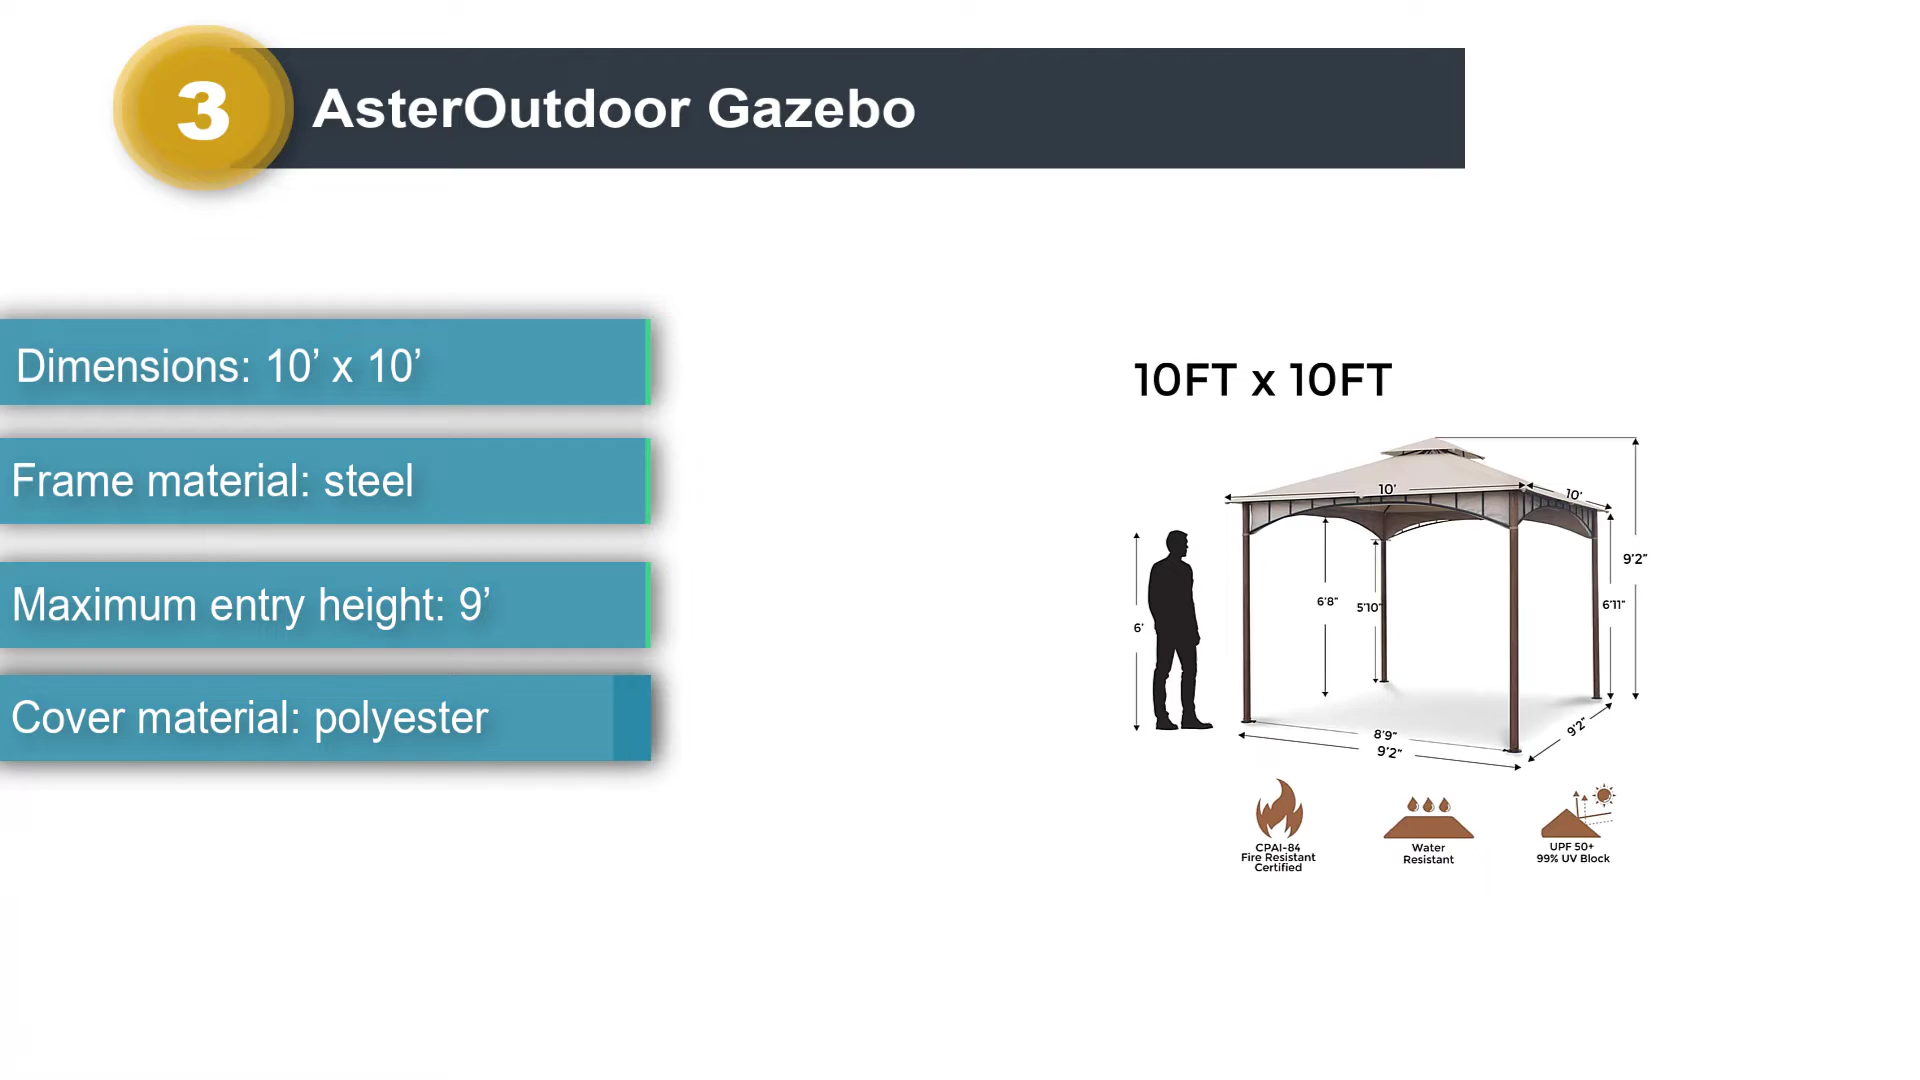 3
AsterOutdoor Gazebo
Dimensions: 10’ x 10’
Frame material: steel
Maximum entry height: 9’
Cover material: polyester
10FT x 10FT
10'
10'
9'2"
6'8"
5'10"
6'11"
6'
8'9"
9'2"
9'2"
CPAI-84
Fire Resistant
Certified
Water
Resistant
UPF 50+
99% UV Block